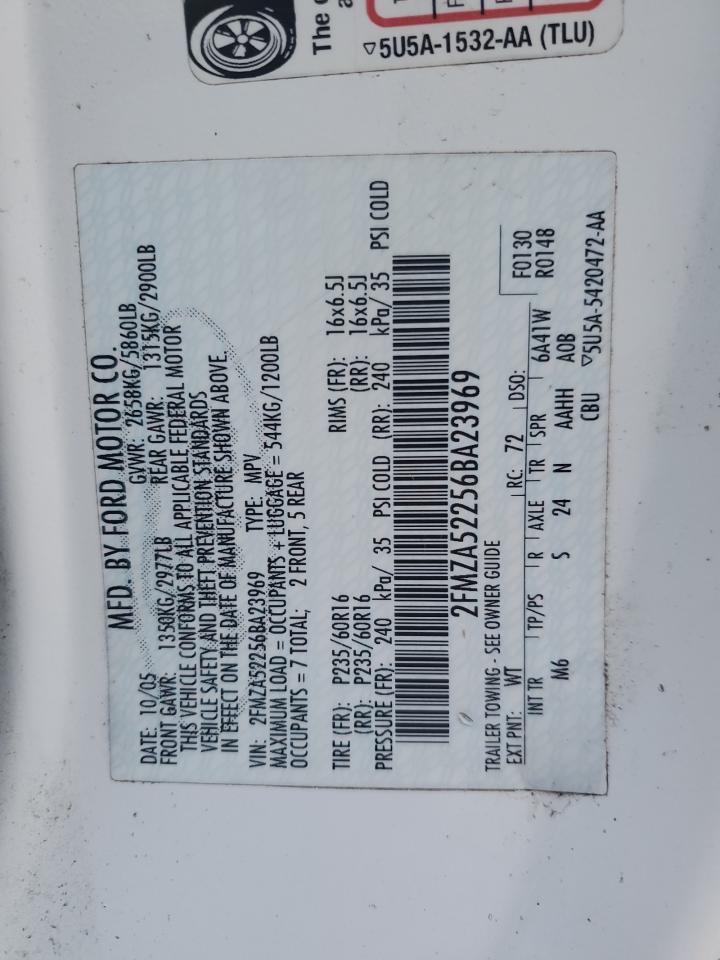 The
5U5A-1532-AA (TLU)
MFD. BY FORD MOTOR CO.
DATE: 10/05 GVWR: 2658KG/5860LB
FRONT GAWR: 1350KG/2977LB REAR GAWR: 1315KG/2900LB
THIS VEHICLE CONFORMS TO ALL APPLICABLE FEDERAL MOTOR
VEHICLE SAFETY AND THEFT PREVENTION STANDARDS
IN EFFECT ON THE DATE OF MANUFACTURE SHOWN ABOVE.
VIN: 2FMZA52256BA23969 TYPE: MPV
MAXIMUM LOAD = OCCUPANTS + LUGGAGE = 544KG/1200LB
OCCUPANTS = 7 TOTAL; 2 FRONT, 5 REAR
TIRE (FR): P235/60R16 RIMS (FR): 16x6.5J
(RR): P235/60R16 (RR): 16x6.5J
PRESSURE (FR): 240 kPa/ 35 PSI COLD (RR): 240 kPa/ 35 PSI COLD
2FMZA52256BA23969
TRAILER TOWING - SEE OWNER GUIDE
EXT PNT: WT RC: 72 DSO: F0130
R0148
INT TR TP/PS R AXLE TR SPR 6A41W
M6 S 24 N AAHH A0B
CBU 5U5A-5420472-AA